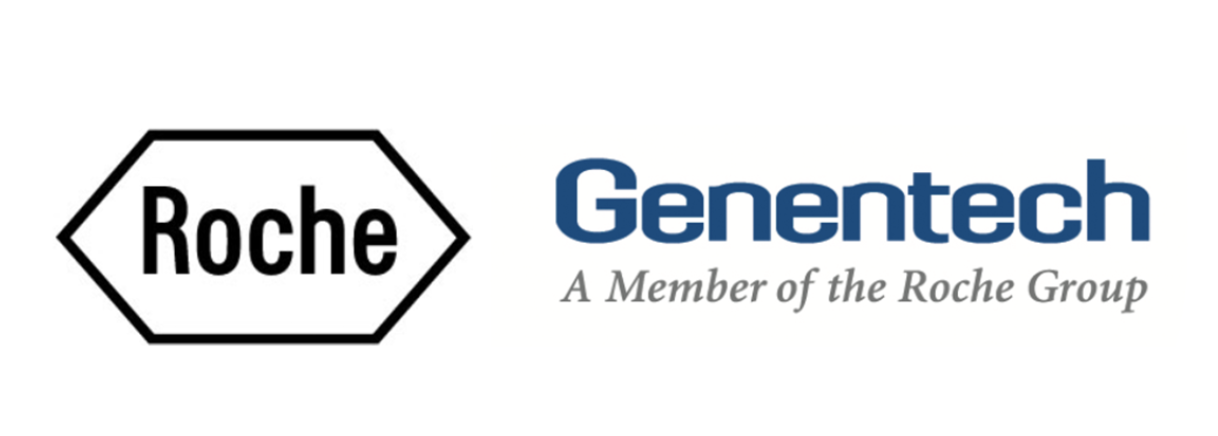 Roche
Genentech
A Member of the Roche Group